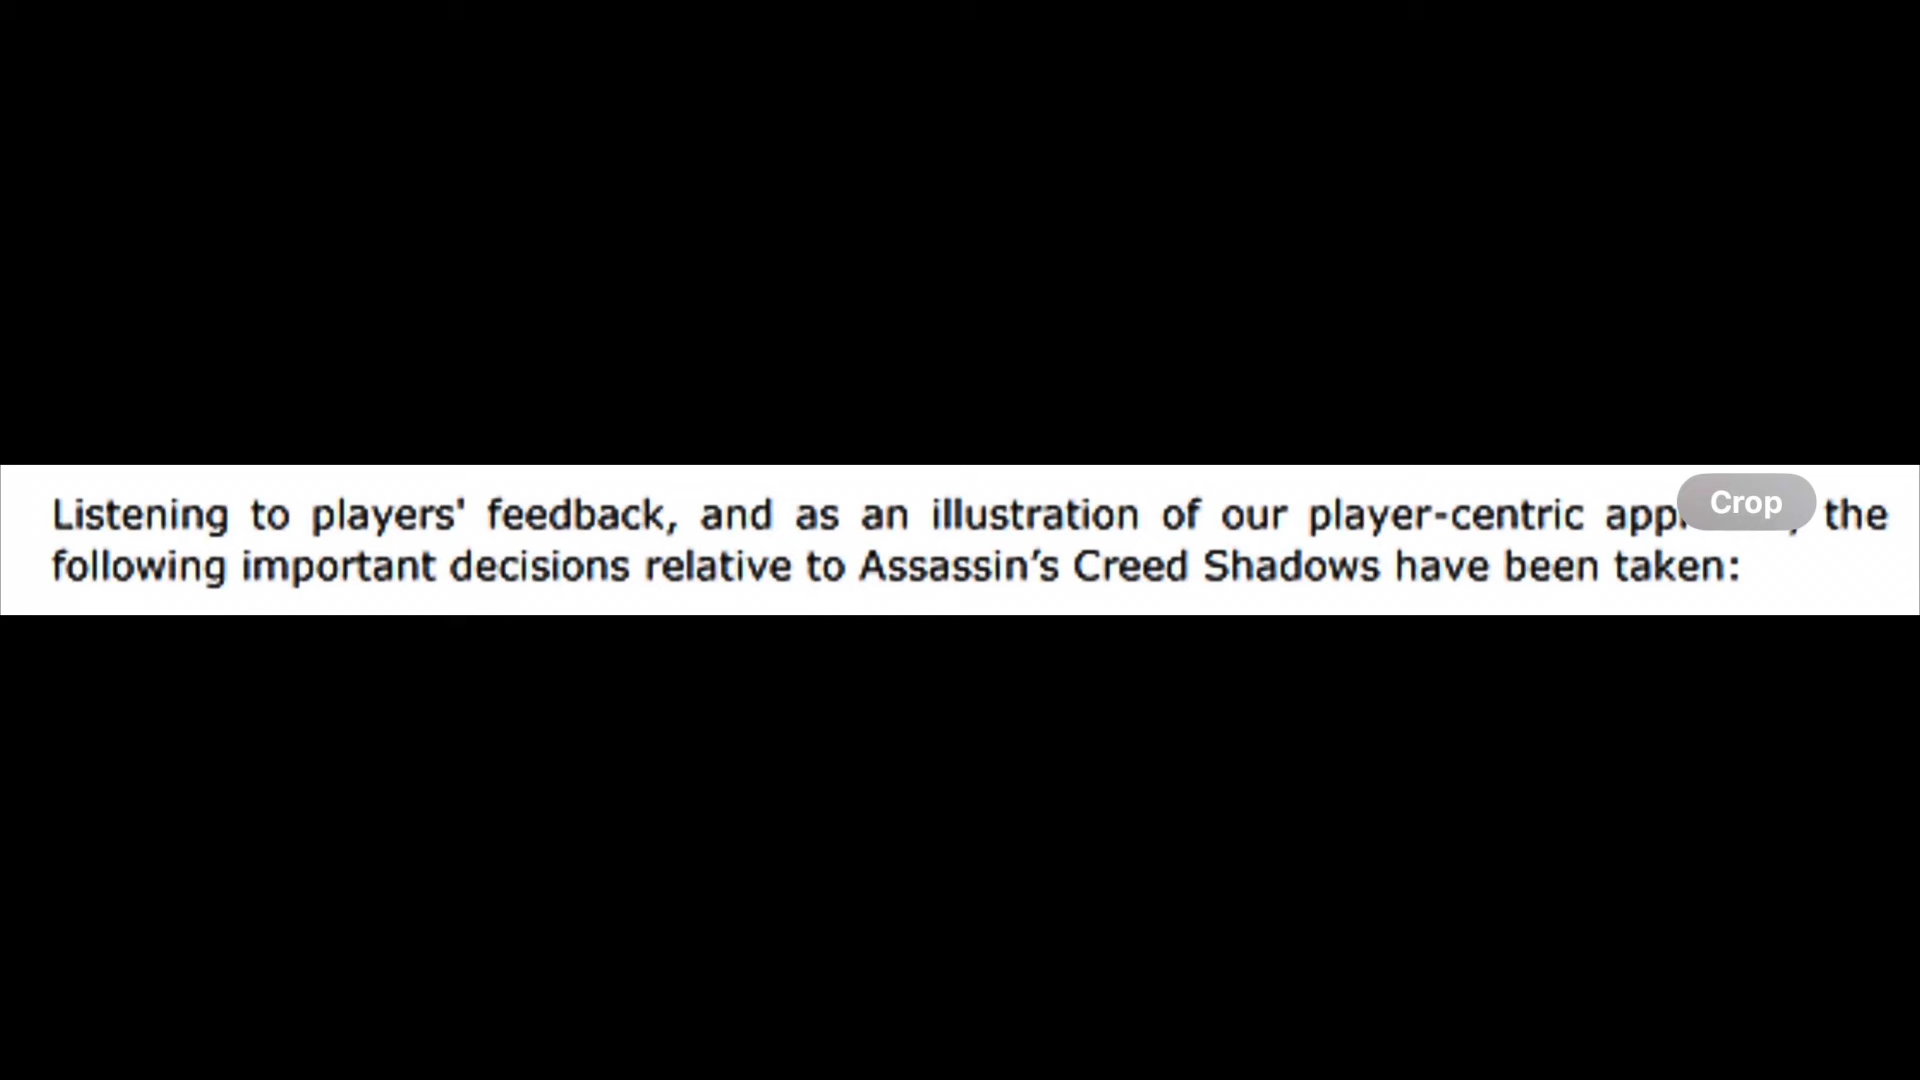 Listening to players' feedback, and as an illustration of our player-centric the
following important decisions relative to Assassin’s Creed Shadows have been taken:
Crop